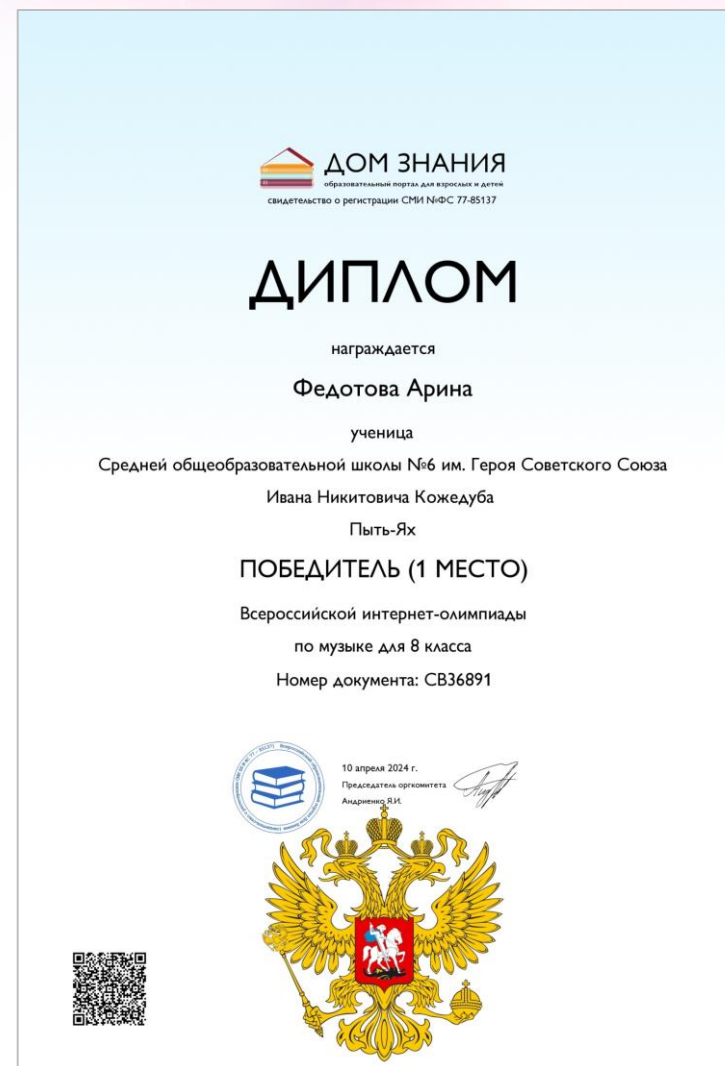 ДОМ ЗНАНИЯ
образовательный портал для взрослых и детей
свидетельство о регистрации СМИ №ФС 77-85137
ДИПЛОМ
награждается
Федотова Арина
ученица
Средней общеобразовательной школы №6 им. Героя Советского Союза
Ивана Никитовича Кожедуба
Пыть-Ях
ПОБЕДИТЕЛЬ (1 МЕСТО)
Всероссийской интернет-олимпиады
по музыке для 8 класса
Номер документа: СВ36891
10 апреля 2024 г.
Председатель оргкомитета
Андриенко Я.И.